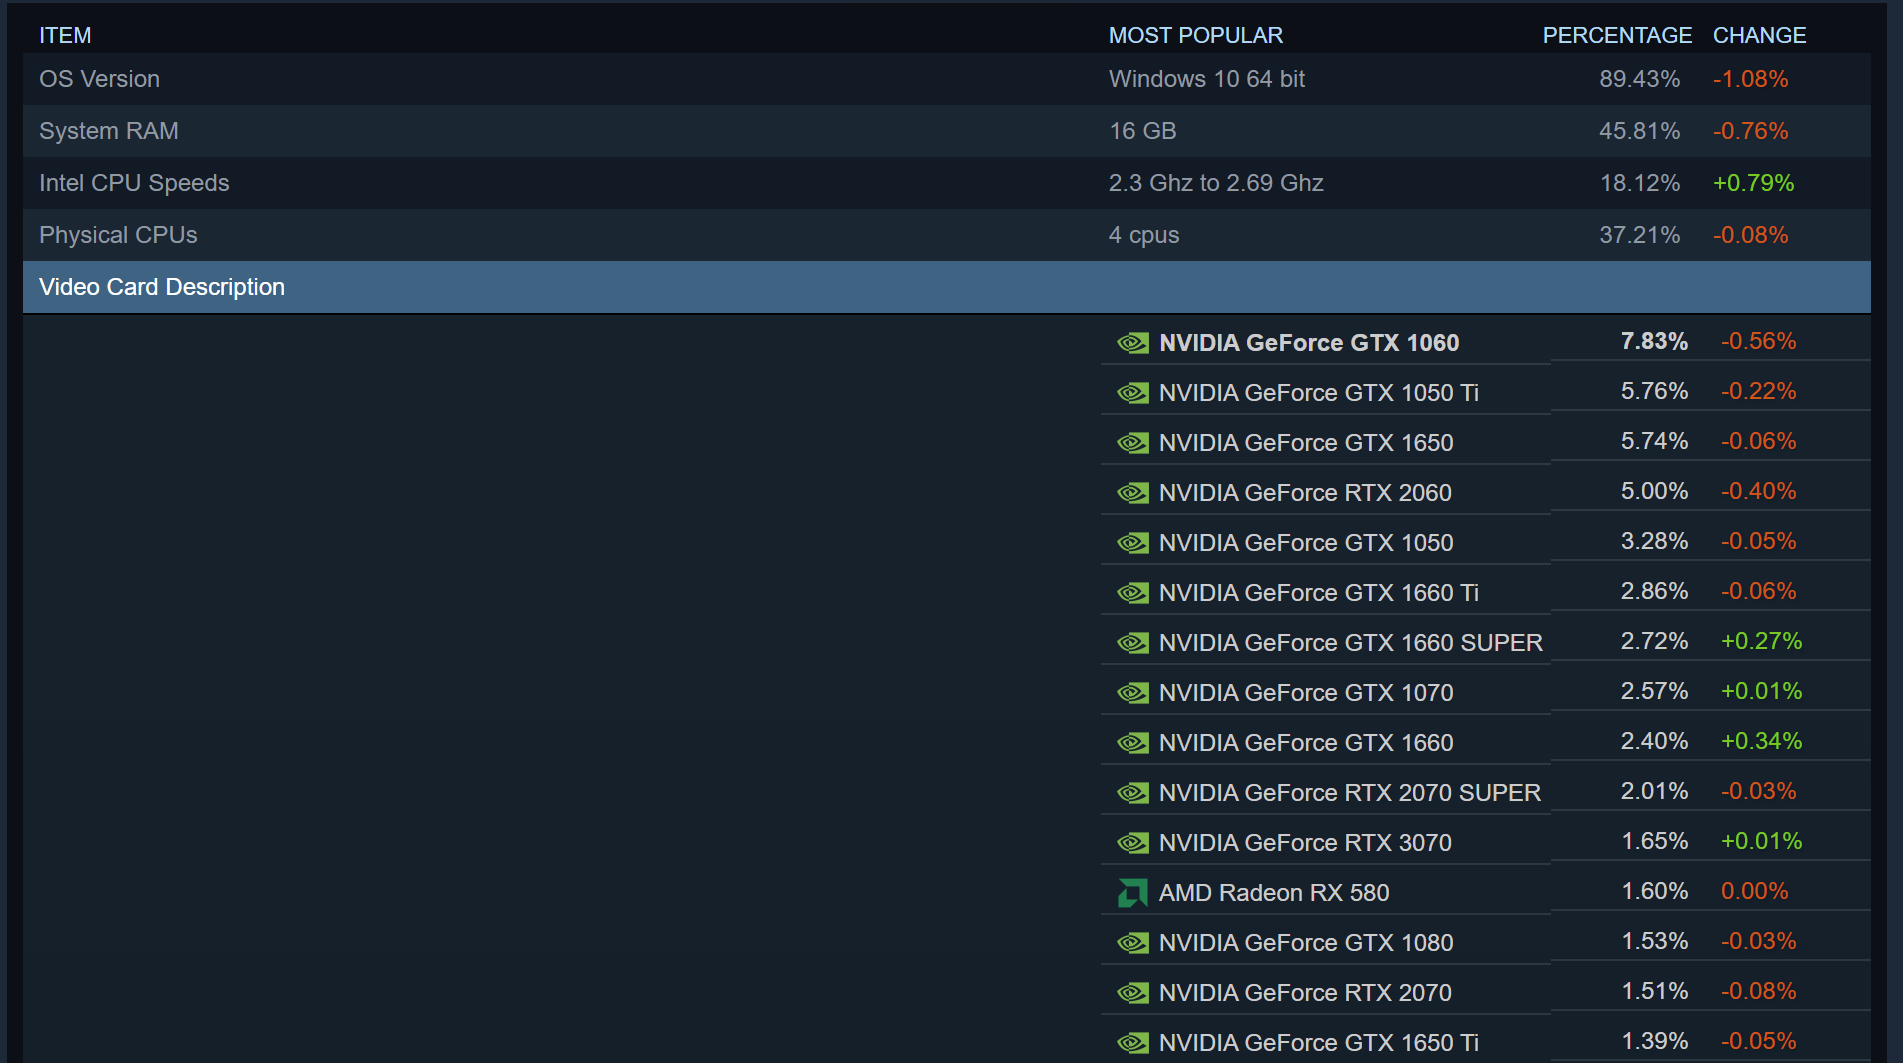 ITEM MOST POPULAR PERCENTAGE CHANGE
OS Version Windows 10 64 bit 89.43% -1.08%
System RAM 16 GB 45.81% -0.76%
Intel CPU Speeds 2.3 Ghz to 2.69 Ghz 18.12% +0.79%
Physical CPUs 4 cpus 37.21% -0.08%
Video Card Description
NVIDIA GeForce GTX 1060 7.83% -0.56%
NVIDIA GeForce GTX 1050 Ti 5.76% -0.22%
NVIDIA GeForce GTX 1650 5.74% -0.06%
NVIDIA GeForce RTX 2060 5.00% -0.40%
NVIDIA GeForce GTX 1050 3.28% -0.05%
NVIDIA GeForce GTX 1660 Ti 2.86% -0.06%
NVIDIA GeForce GTX 1660 SUPER 2.72% +0.27%
NVIDIA GeForce GTX 1070 2.57% +0.01%
NVIDIA GeForce GTX 1660 2.40% +0.34%
NVIDIA GeForce RTX 2070 SUPER 2.01% -0.03%
NVIDIA GeForce RTX 3070 1.65% +0.01%
AMD Radeon RX 580 1.60% 0.00%
NVIDIA GeForce GTX 1080 1.53% -0.03%
NVIDIA GeForce RTX 2070 1.51% -0.08%
NVIDIA GeForce GTX 1650 Ti 1.39% -0.05%